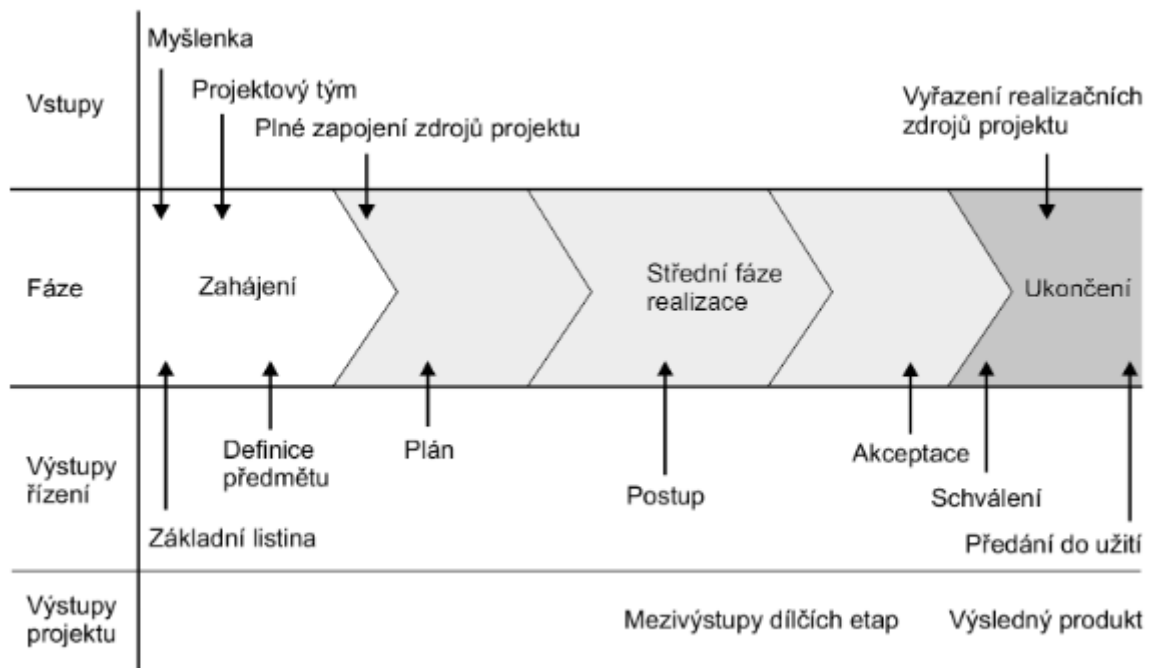 Myšlenka
Vstupy
Projektový tým
Plné zapojení zdrojů projektu
Vyřazení realizačních
zdrojů projektu
Fáze
Zahájení
Střední fáze
realizace
Ukončení
Výstupy
řízení
Definice
předmětu
Plán
Akceptace
Postup
Schválení
Základní listina
Předání do užití
Výstupy
projektu
Mezivýstupy dílčích etap
Výsledný produkt